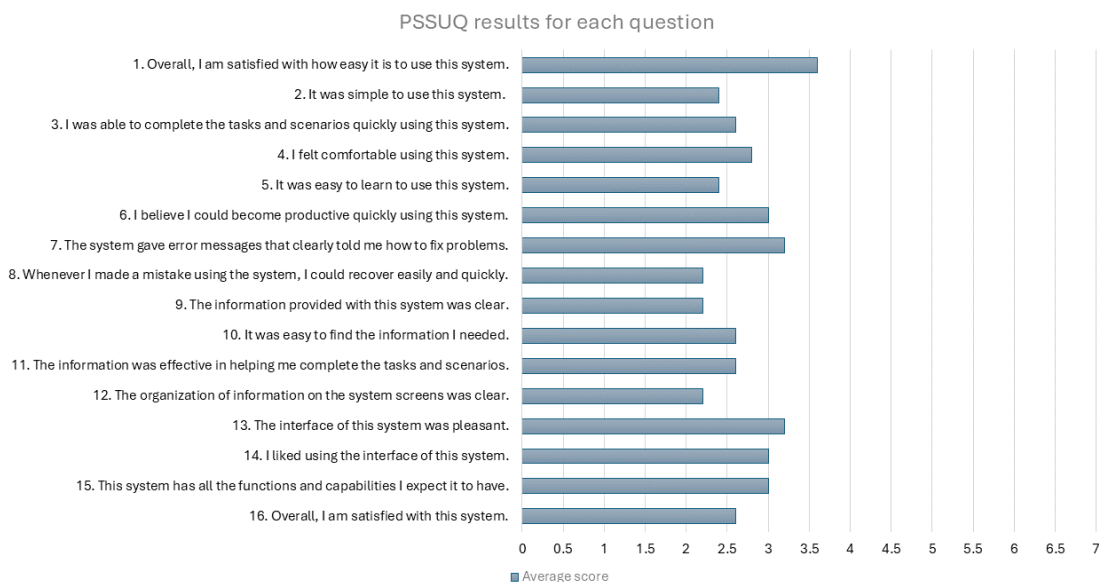 PSSUQ results for each question
1. Overall, I am satisfied with how easy it is to use this system.
2. It was simple to use this system.
3. I was able to complete the tasks and scenarios quickly using this system.
4. I felt comfortable using this system.
5. It was easy to learn to use this system.
6. I believe I could become productive quickly using this system.
7. The system gave error messages that clearly told me how to fix problems.
8. Whenever I made a mistake using the system, I could recover easily and quickly.
9. The information provided with this system was clear.
10. It was easy to find the information I needed.
11. The information was effective in helping me complete the tasks and scenarios.
12. The organization of information on the system screens was clear.
13. The interface of this system was pleasant.
14. I liked using the interface of this system.
15. This system has all the functions and capabilities I expect it to have.
16. Overall, I am satisfied with this system.
0 0.5 1 1.5 2 2.5 3 3.5 4 4.5 5 5.5 6 6.5 7
Average score